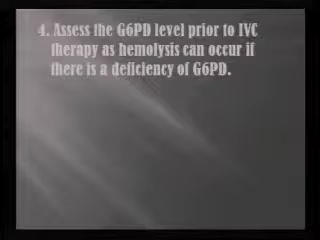 4. Assess the G6PD level prior to IVC
therapy as hemolysis can occur if
there is a deficiency of G6PD.